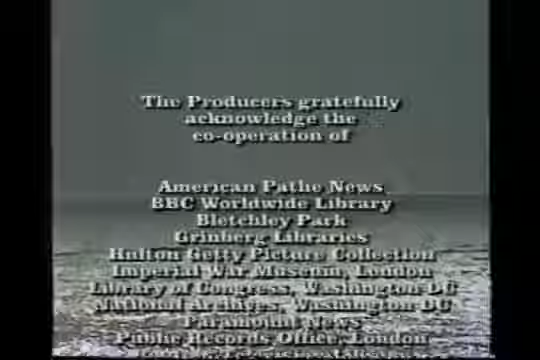 The Producers gratefully
acknowledge the
co-operation of
American Pathe News
BBC Worldwide Library
Bletchley Park
Grinberg Libraries
Hulton Getty Picture Collection
Imperial War Museum, London
Library of Congress, Washington DC
National Archives, Washington DC
Paramount News
Public Records Office, London